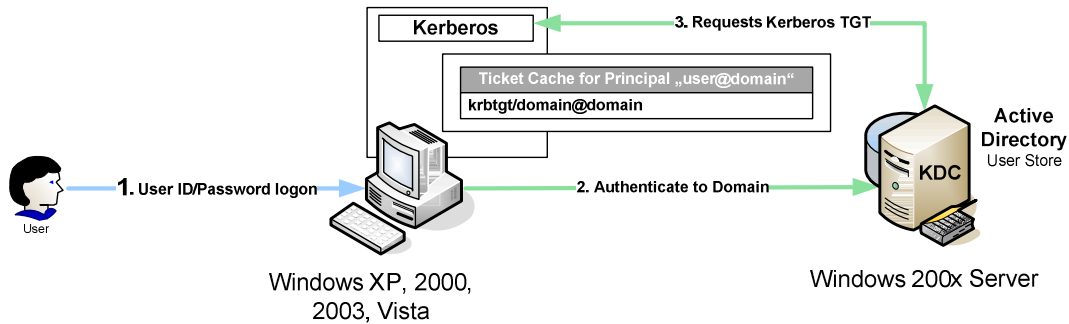 Kerberos
3. Requests Kerberos TGT
Ticket Cache for Principal „user@domain“
krbtgt/domain@domain
Active
Directory
User Store
KDC
1. User ID/Password logon
2. Authenticate to Domain
User
Windows XP, 2000,
2003, Vista
Windows 200x Server